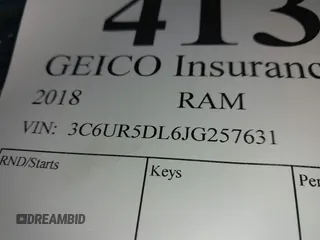 413
GEICO Insuranc
2018 RAM
VIN: 3C6UR5DL6JG257631
RND/Starts
Keys
Per
DREAMBID